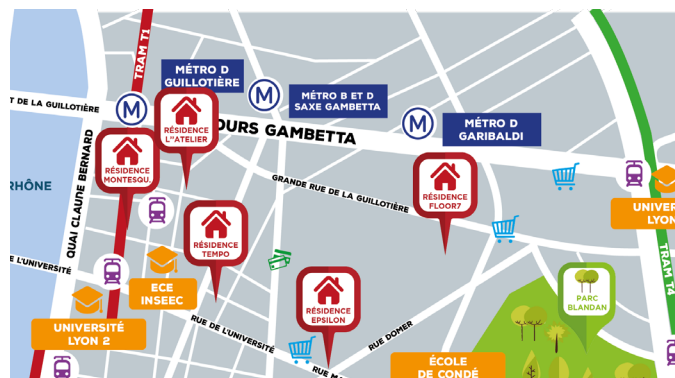 TRAM T1
MÉTRO D
GUILLOTIÈRE
MÉTRO B ET D
SAXE GAMBETTA
MÉTRO D
GARIBALDI
M
M
M
T DE LA GUILLOTIÈRE
OURS GAMBETTA
RÉSIDENCE
L''ATELIER
RÉSIDENCE
MONTESQU.
RHÔNE
QUAI CLAUDE BERNARD
GRANDE RUE DE LA GUILLOTIÈRE
RÉSIDENCE
FLOOR7
UNIVER
LYON
RÉSIDENCE
TEMPO
E L'UNIVERSITÉ
ECE
INSEEC
TRAM T4
PARC
BLANDAN
RÉSIDENCE
EPSILON
UNIVERSITÉ
LYON 2
RUE DE L'UNIVERSITÉ
RUE DOMER
RUE M
ÉCOLE
DE CONDÉ